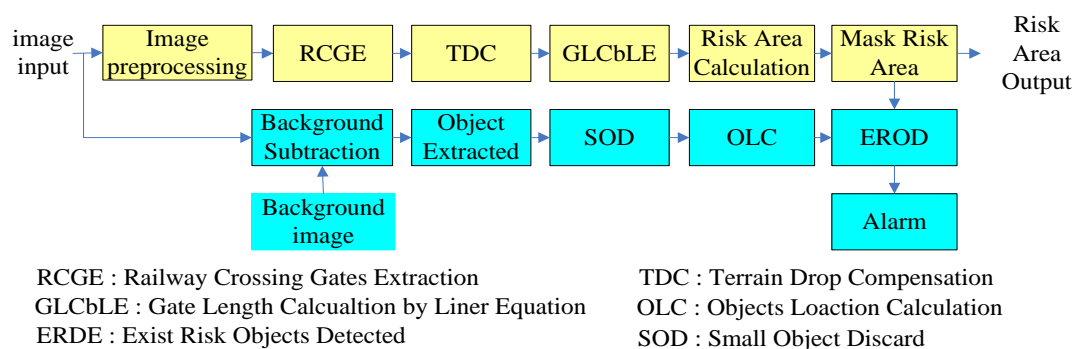 image input
Image preprocessing
RCGE
TDC
GLCbLE
Risk Area Calculation
Mask Risk Area
Risk Area Output
Background Subtraction
Object Extracted
SOD
OLC
EROD
Background image
Alarm
RCGE : Railway Crossing Gates Extraction
TDC : Terrain Drop Compensation
GLCbLE : Gate Length Calcualtion by Liner Equation
OLC : Objects Loaction Calculation
ERDE : Exist Risk Objects Detected
SOD : Small Object Discard